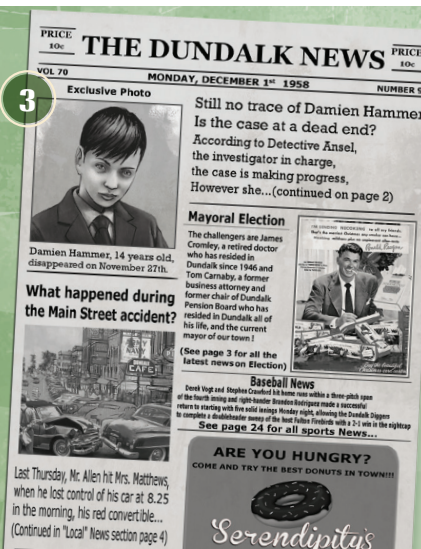 PRICE
10c
THE DUNDALK NEWS
PRICE
10c
VOL 70
MONDAY, DECEMBER 1st 1958
NUMBER 9
3
Exclusive Photo
Damien Hammer, 14 years old,
disappeared on November 27th.
Still no trace of Damien Hammer
Is the case at a dead end?
According to Detective Ansel,
the investigator in charge,
the case is making progress,
However she...(continued on page 2)
What happened during
the Main Street accident?
NAVY
CAFE
Last Thursday, Mr. Allen hit Mrs. Matthews,
when he lost control of his car at 8.25
in the morning, his red convertible...
(Continued in "Local" News section page 4)
Mayoral Election
The challengers are James
Cromley, a retired doctor
who has resided in
Dundalk since 1946 and
Tom Carnaby, a former
business attorney and
former chair of Dundalk
Pension Board who has
resided in Dundalk all of
his life, and the current
mayor of our town !
(See page 3 for all the
latest news on Election)
Baseball News
Derek Vogt and Stephen Crawford hit home runs within a three-pitch span
of the fourth inning and right-hander Brandon Rodriguez made a successful
return to starting with five solid innings Monday night, allowing the Dundalk Diggers
to complete a doubleheader sweep of the host Fulton Firebirds with a 2-1 win in the nightcap
See page 24 for all sports News...
ARE YOU HUNGRY?
COME AND TRY THE BEST DONUTS IN TOWN!!!
Serendipity's